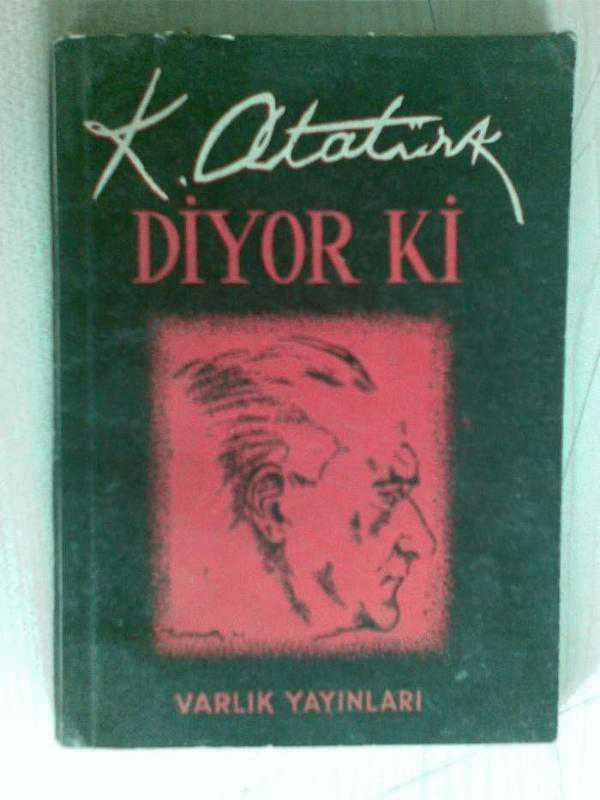 K. Atatürk
DİYOR Kİ
VARLIK YAYINLARI